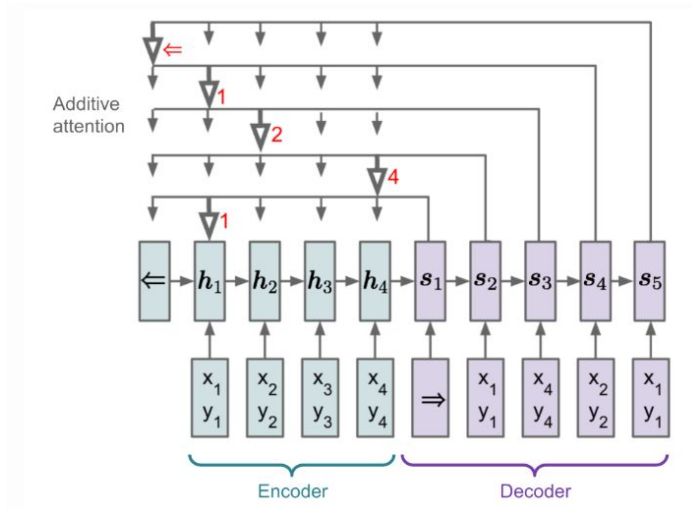 ⇐
1
Additive
attention
2
4
1
⇐ h₁ h₂ h₃ h₄ s₁ s₂ s₃ s₄ s₅
x₁ x₂ x₃ x₄ ⇒ x₁ x₄ x₂ x₁
y₁ y₂ y₃ y₄ y₁ y₄ y₂ y₁
Encoder Decoder